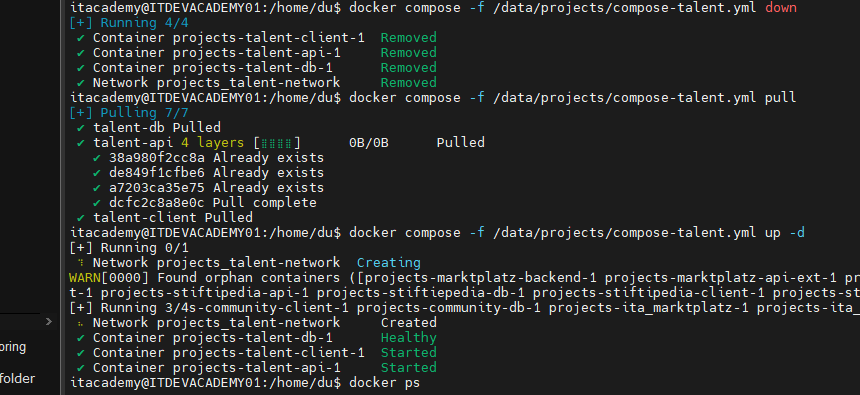 itacademy@ITDEVACADEMY01:/home/du$ docker compose -f /data/projects/compose-talent.yml down
[+] Running 4/4
✔ Container projects-talent-client-1 Removed
✔ Container projects-talent-api-1 Removed
✔ Container projects-talent-db-1 Removed
✔ Network projects_talent-network Removed
itacademy@ITDEVACADEMY01:/home/du$ docker compose -f /data/projects/compose-talent.yml pull
[+] Pulling 7/7
✔ talent-db Pulled
✔ talent-api 4 layers [⣿⣿⣿⣿] 0B/0B Pulled
✔ 38a980f2cc8a Already exists
✔ de849f1cfbe6 Already exists
✔ a7203ca35e75 Already exists
✔ dcfc2c8a8e0c Pull complete
✔ talent-client Pulled
itacademy@ITDEVACADEMY01:/home/du$ docker compose -f /data/projects/compose-talent.yml up -d
[+] Running 0/1
Network projects_talent-network Creating
WARN[0000] Found orphan containers ([projects-marktplatz-backend-1 projects-marktplatz-api-ext-1 pr
t-1 projects-stiftipedia-api-1 projects-stiftiepedia-db-1 projects-stiftipedia-client-1 projects-st
[+] Running 3/4s-community-client-1 projects-community-db-1 projects-ita_marktplatz-1 projects-ita_
Network projects_talent-network Created
✔ Container projects-talent-db-1 Healthy
✔ Container projects-talent-client-1 Started
✔ Container projects-talent-api-1 Started
itacademy@ITDEVACADEMY01:/home/du$ docker ps
oring
folder